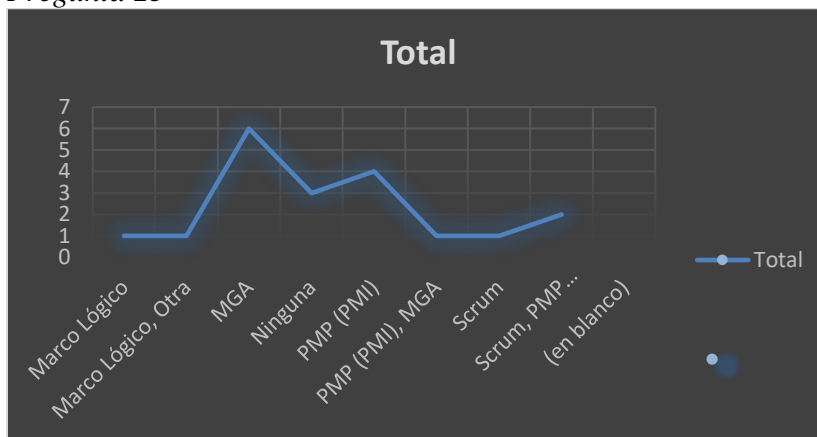 Total
7
6
5
4
3
2
1
0
Total
Marco Lógico
Marco Lógico, Otra
MGA
Ninguna
PMP (PMI)
PMP (PMI), MGA
Scrum
Scrum, PMP…
(en blanco)